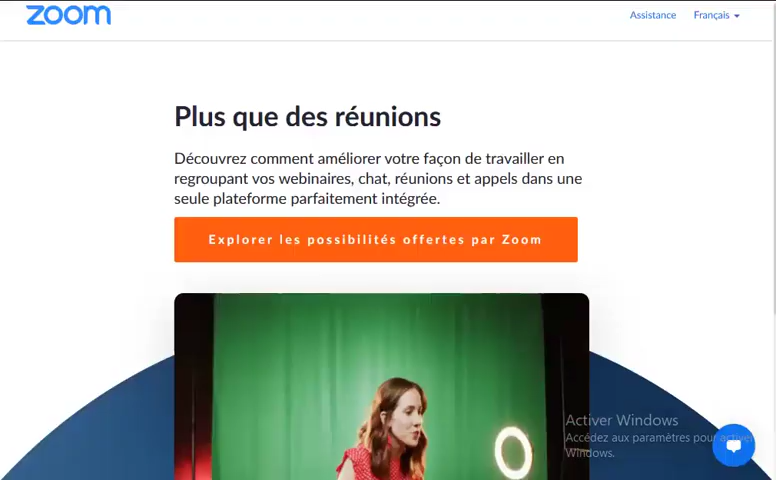 zoom
Assistance
Français
Plus que des réunions
Découvrez comment améliorer votre façon de travailler en
regroupant vos webinaires, chat, réunions et appels dans une
seule plateforme parfaitement intégrée.
Explorer les possibilités offertes par Zoom
Activer Windows
Accédez aux paramètres pour activer
Windows.